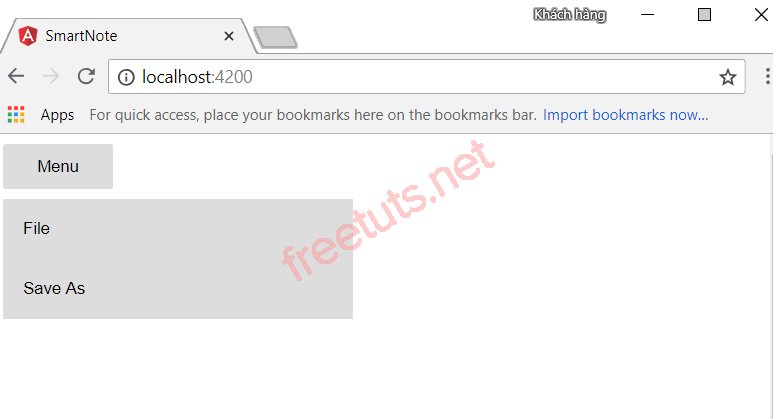 Khách hàng
SmartNote
localhost:4200
Apps For quick access, place your bookmarks here on the bookmarks bar. Import bookmarks now...
Menu
File
Save As
freetuts.net